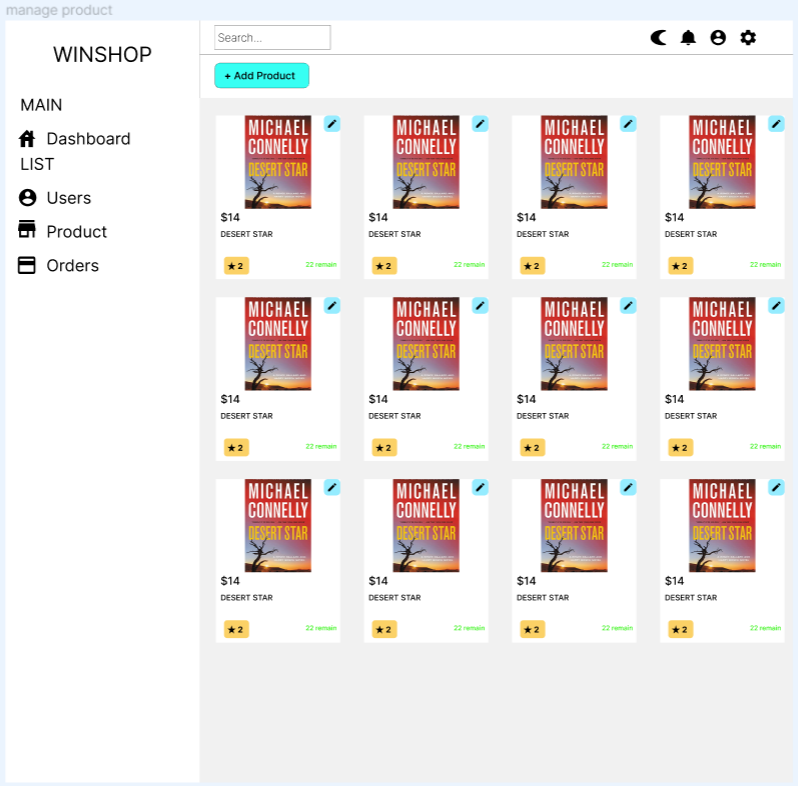 manage product
WINSHOP
MAIN
Dashboard
LIST
Users
Product
Orders
Search...
+ Add Product
MICHAEL
CONNELLY
DESERT STAR
$14
DESERT STAR
★ 2
22 remain
MICHAEL
CONNELLY
DESERT STAR
$14
DESERT STAR
★ 2
22 remain
MICHAEL
CONNELLY
DESERT STAR
$14
DESERT STAR
★ 2
22 remain
MICHAEL
CONNELLY
DESERT STAR
$14
DESERT STAR
★ 2
22 remain
MICHAEL
CONNELLY
DESERT STAR
$14
DESERT STAR
★ 2
22 remain
MICHAEL
CONNELLY
DESERT STAR
$14
DESERT STAR
★ 2
22 remain
MICHAEL
CONNELLY
DESERT STAR
$14
DESERT STAR
★ 2
22 remain
MICHAEL
CONNELLY
DESERT STAR
$14
DESERT STAR
★ 2
22 remain
MICHAEL
CONNELLY
DESERT STAR
$14
DESERT STAR
★ 2
22 remain
MICHAEL
CONNELLY
DESERT STAR
$14
DESERT STAR
★ 2
22 remain
MICHAEL
CONNELLY
DESERT STAR
$14
DESERT STAR
★ 2
22 remain
MICHAEL
CONNELLY
DESERT STAR
$14
DESERT STAR
★ 2
22 remain